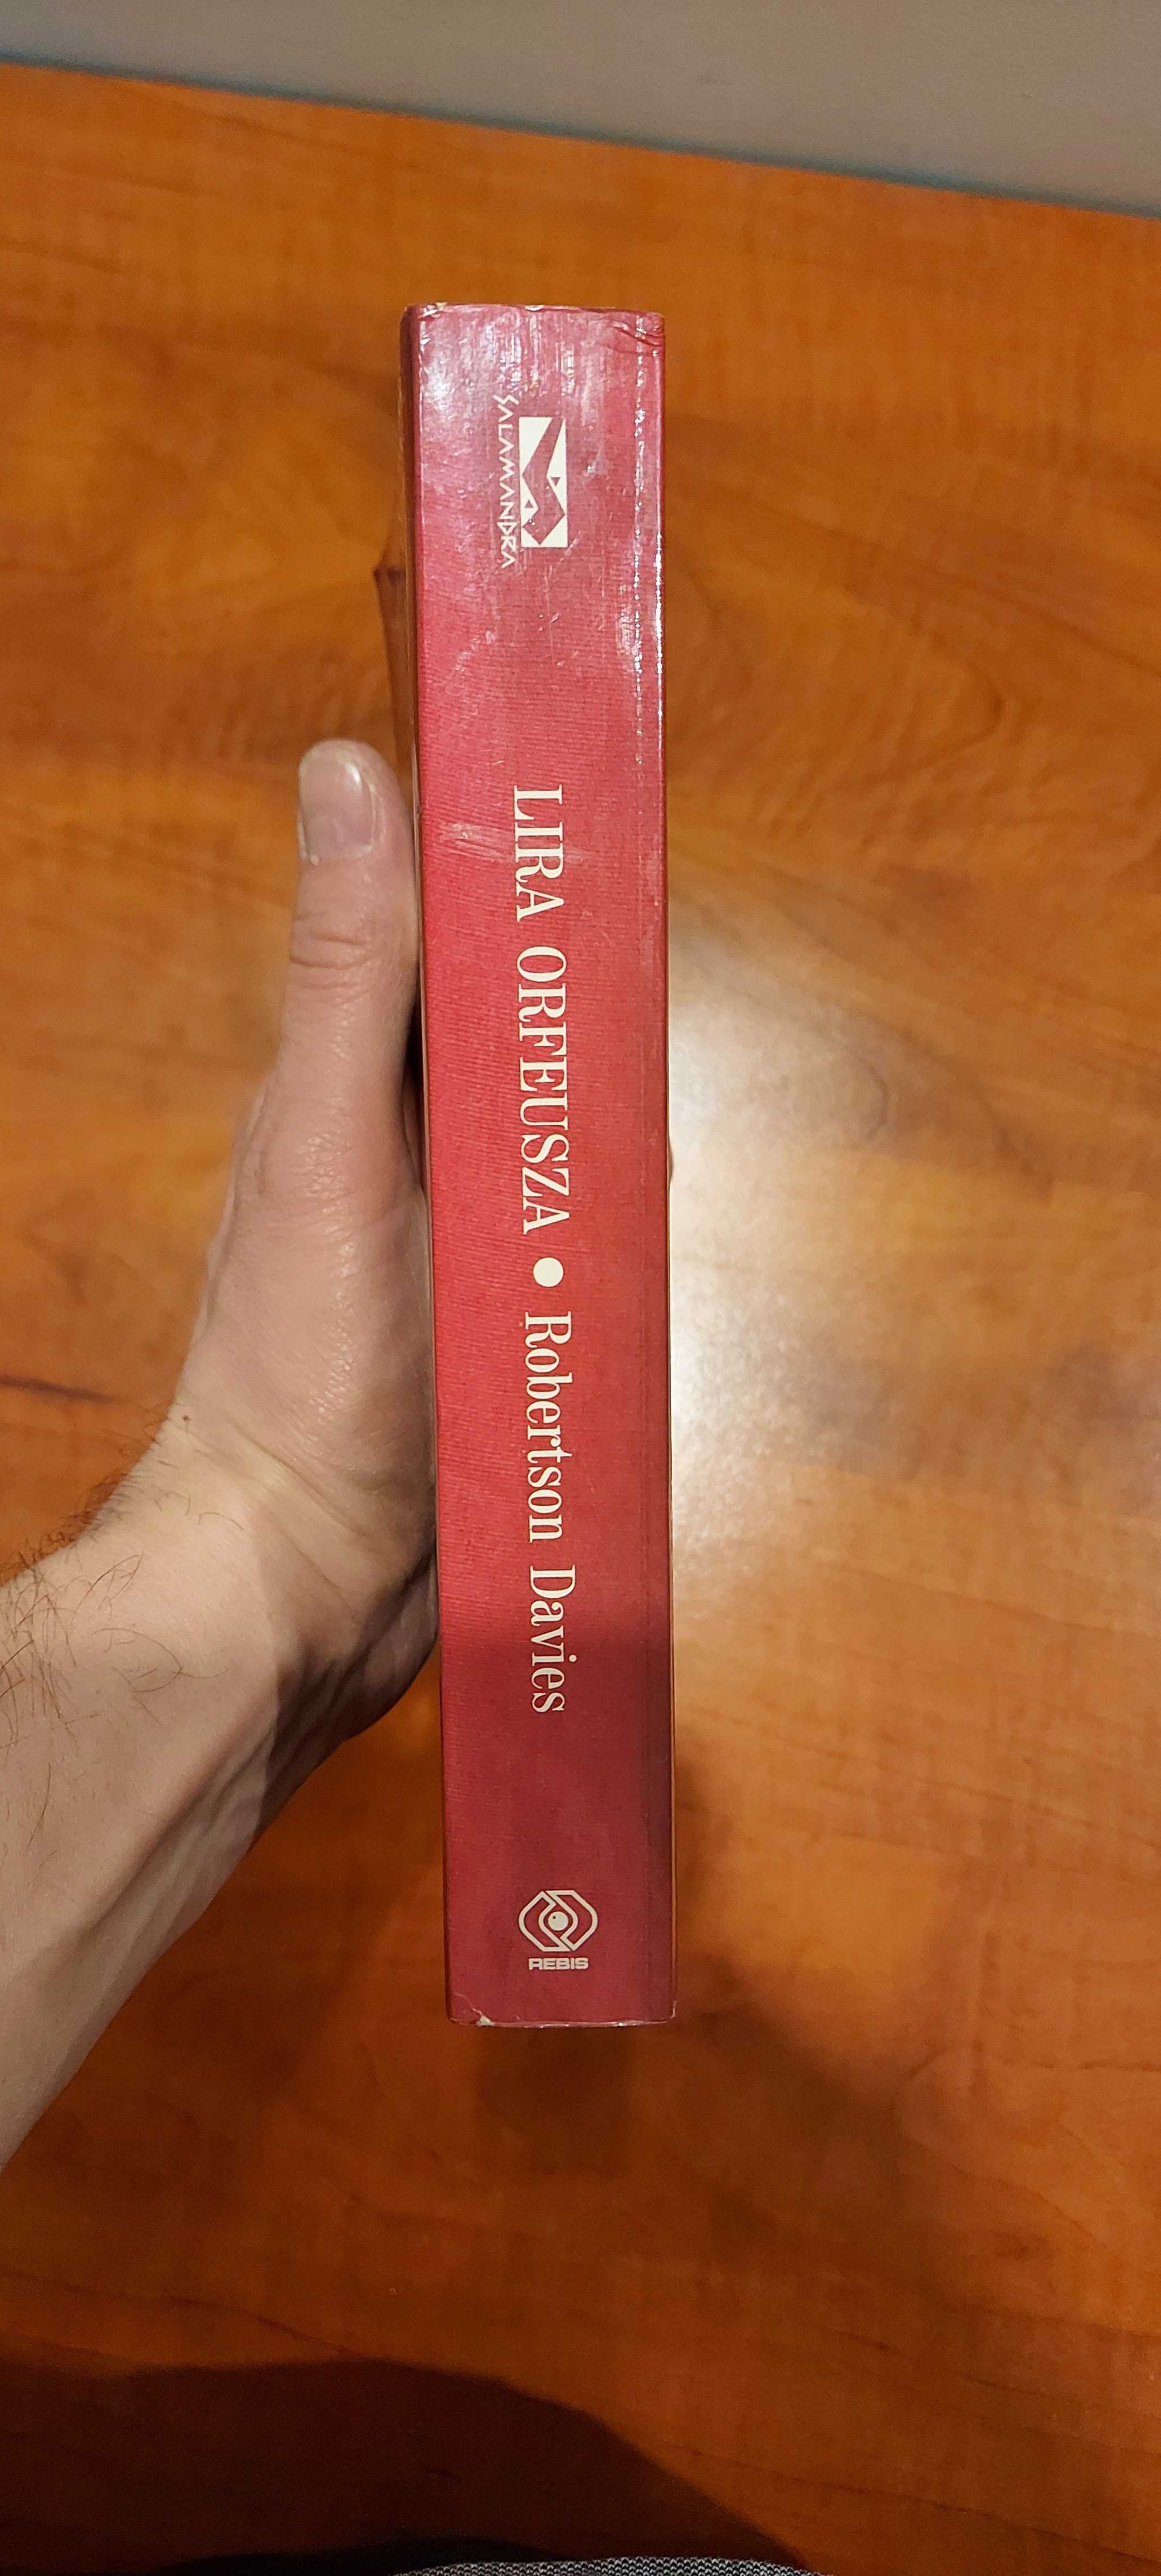 SALAMANDRA
LIRA ORFEUSZA ● Robertson Davies
REBIS